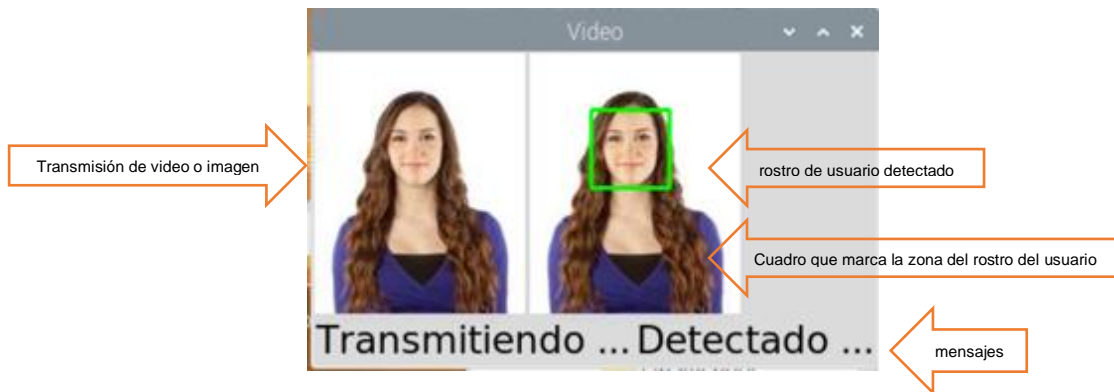 Video
Transmisión de video o imagen
rostro de usuario detectado
Cuadro que marca la zona del rostro del usuario
Transmitiendo ... Detectado ...
mensajes